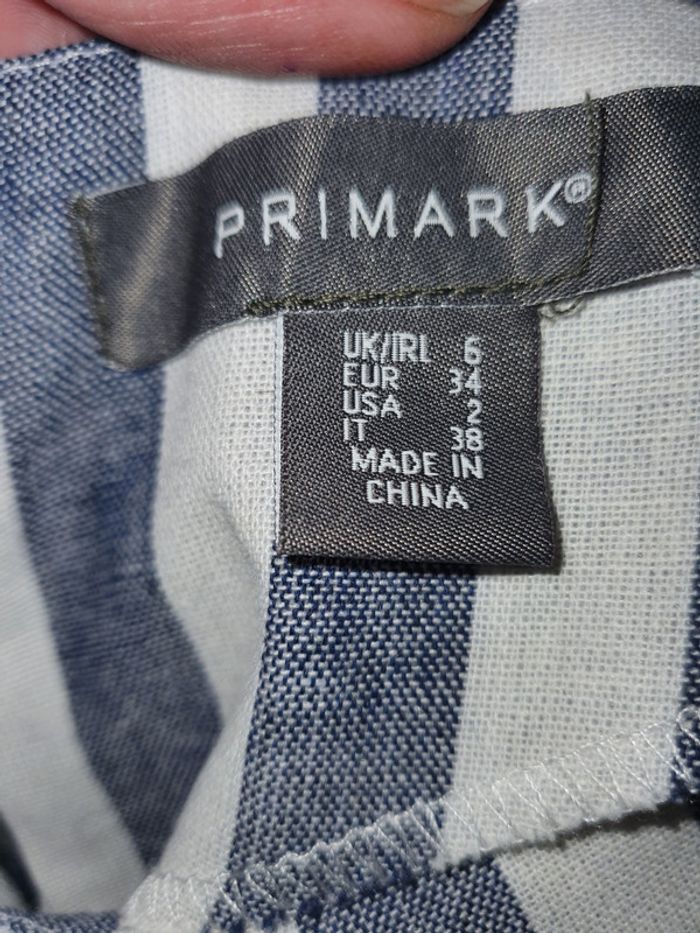 PRIMARK®
UK/IRL 6
EUR 34
USA 2
IT 38
MADE IN
CHINA